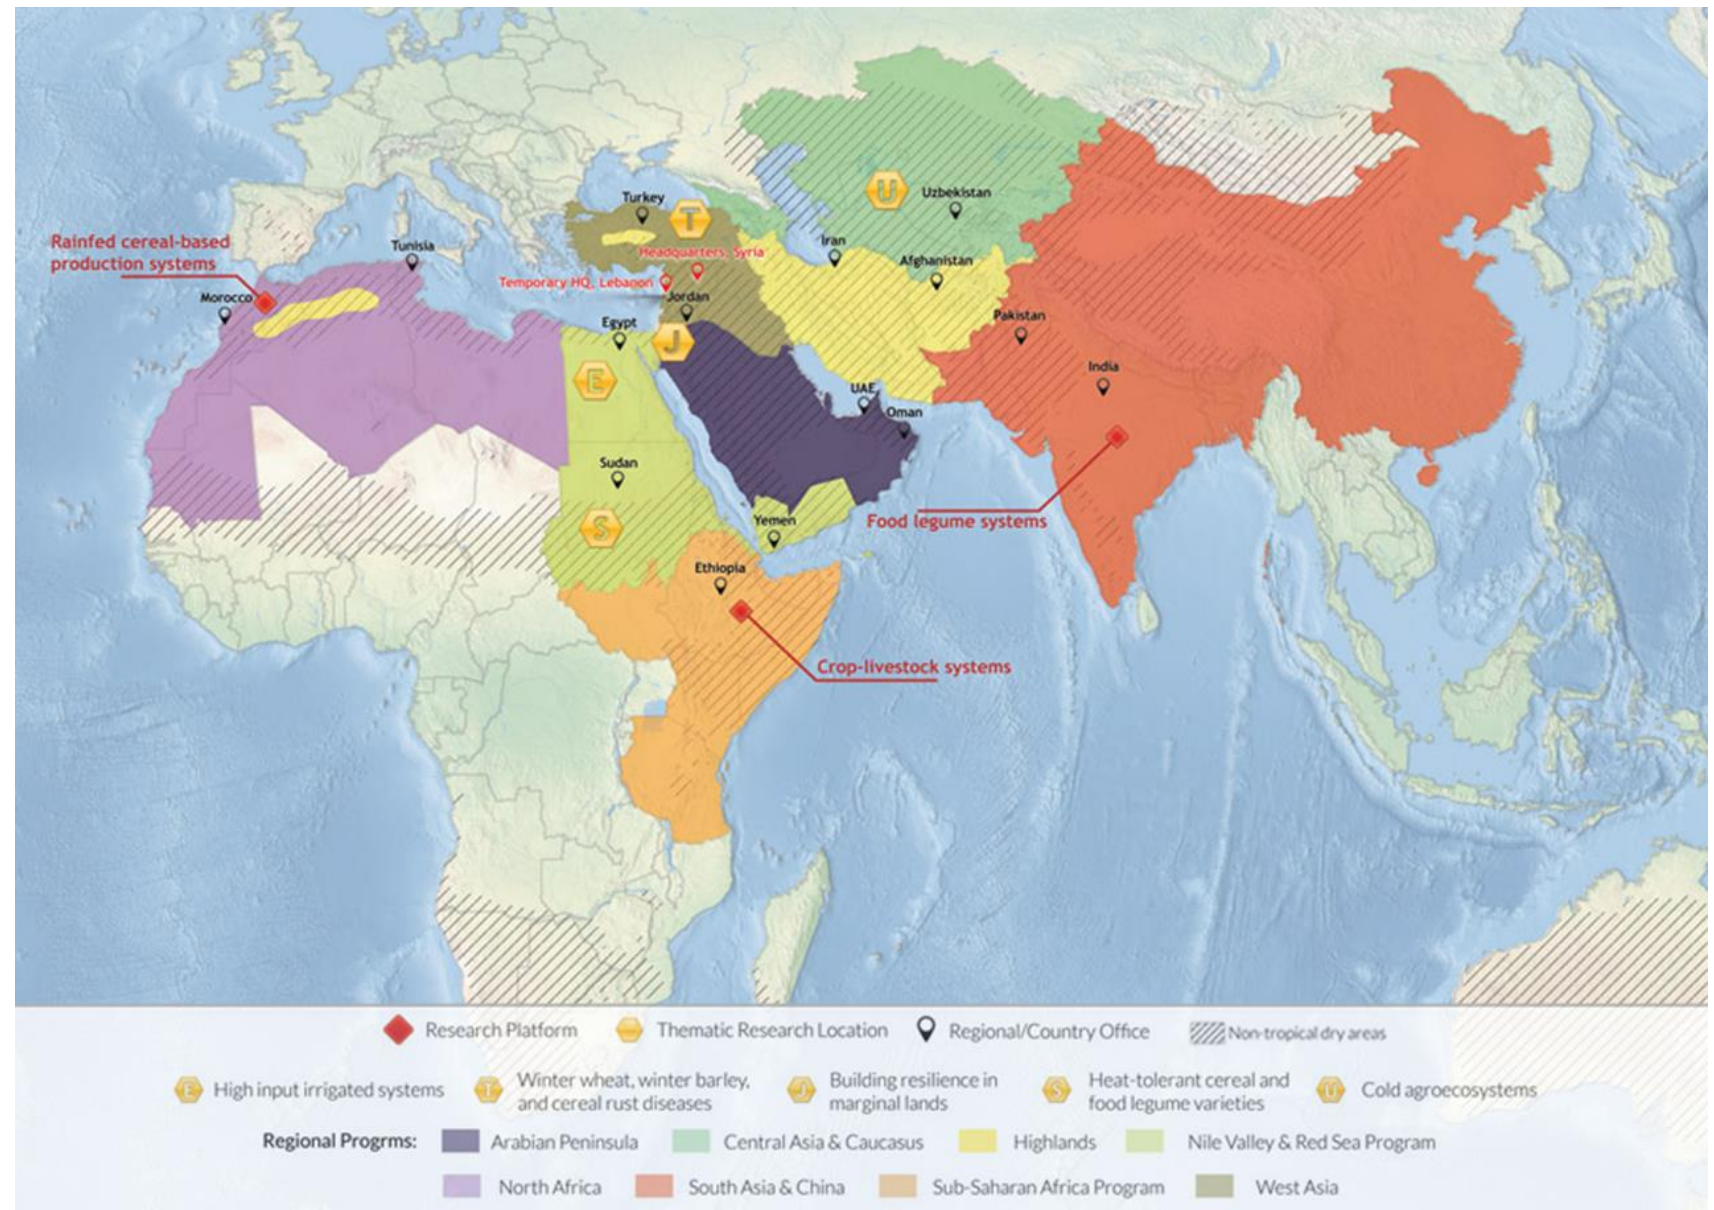 Turkey
Uzbekistan
Rainfed cereal-based
production systems
Tunisia
Iran
Headquarters, Syria
Afghanistan
Temporary HQ, Lebanon
Morocco
Jordan
Egypt
Pakistan
India
UAE
Oman
Sudan
Yemen
Food legume systems
Ethiopia
Crop-livestock systems
U
T
J
E
S
Research Platform
Thematic Research Location
Regional/Country Office
Non-tropical dry areas
E High input irrigated systems
T Winter wheat, winter barley,
and cereal rust diseases
J Building resilience in
marginal lands
S Heat-tolerant cereal and
food legume varieties
U Cold agroecosystems
Regional Progrms:
Arabian Peninsula
Central Asia & Caucasus
Highlands
Nile Valley & Red Sea Program
North Africa
South Asia & China
Sub-Saharan Africa Program
West Asia